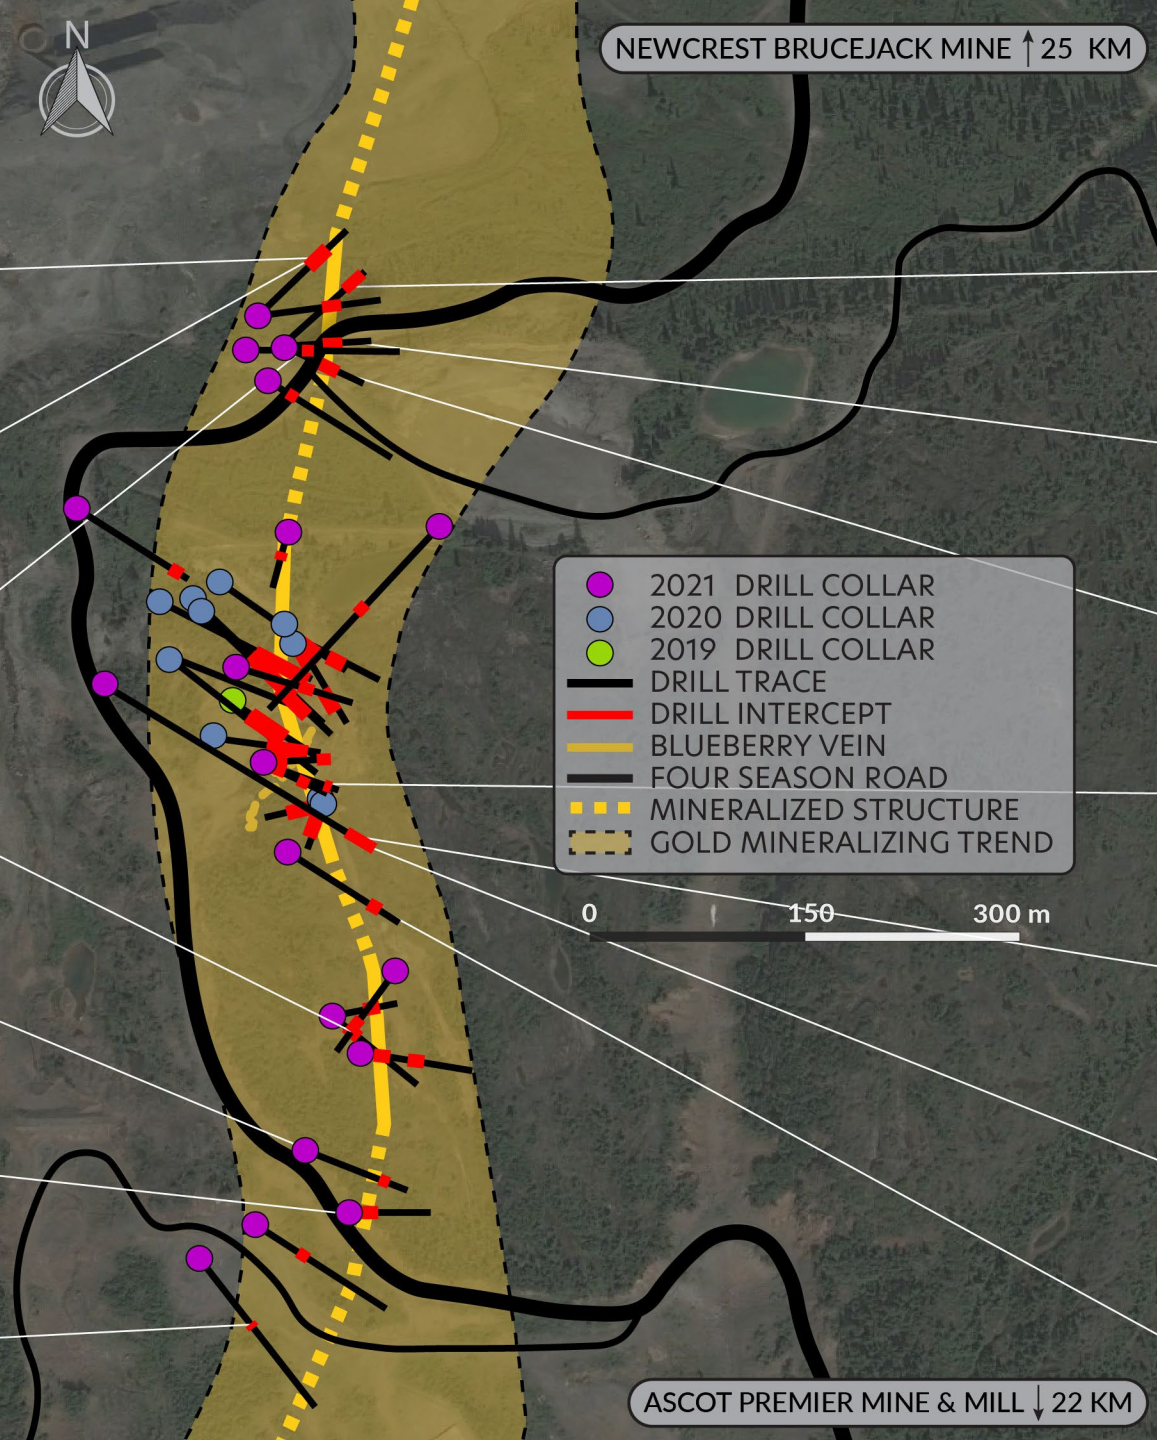 N
NEWCREST BRUCEJACK MINE ↑ 25 KM
2021 DRILL COLLAR
2020 DRILL COLLAR
2019 DRILL COLLAR
DRILL TRACE
DRILL INTERCEPT
BLUEBERRY VEIN
FOUR SEASON ROAD
MINERALIZED STRUCTURE
GOLD MINERALIZING TREND
0 150 300 m
ASCOT PREMIER MINE & MILL ↓ 22 KM